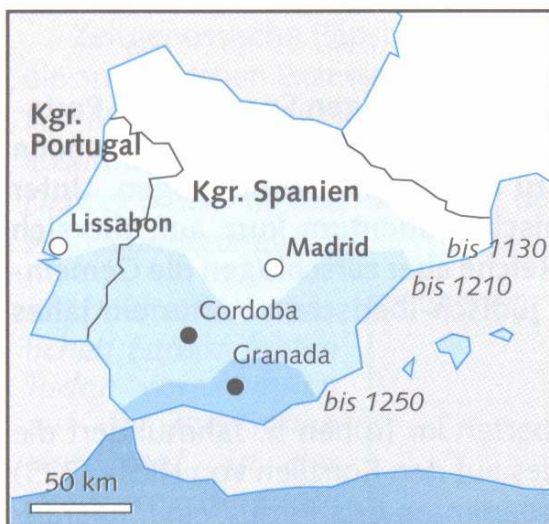 Kgr.
Portugal
Kgr. Spanien
Lissabon
Madrid
bis 1130
bis 1210
Cordoba
Granada
bis 1250
50 km